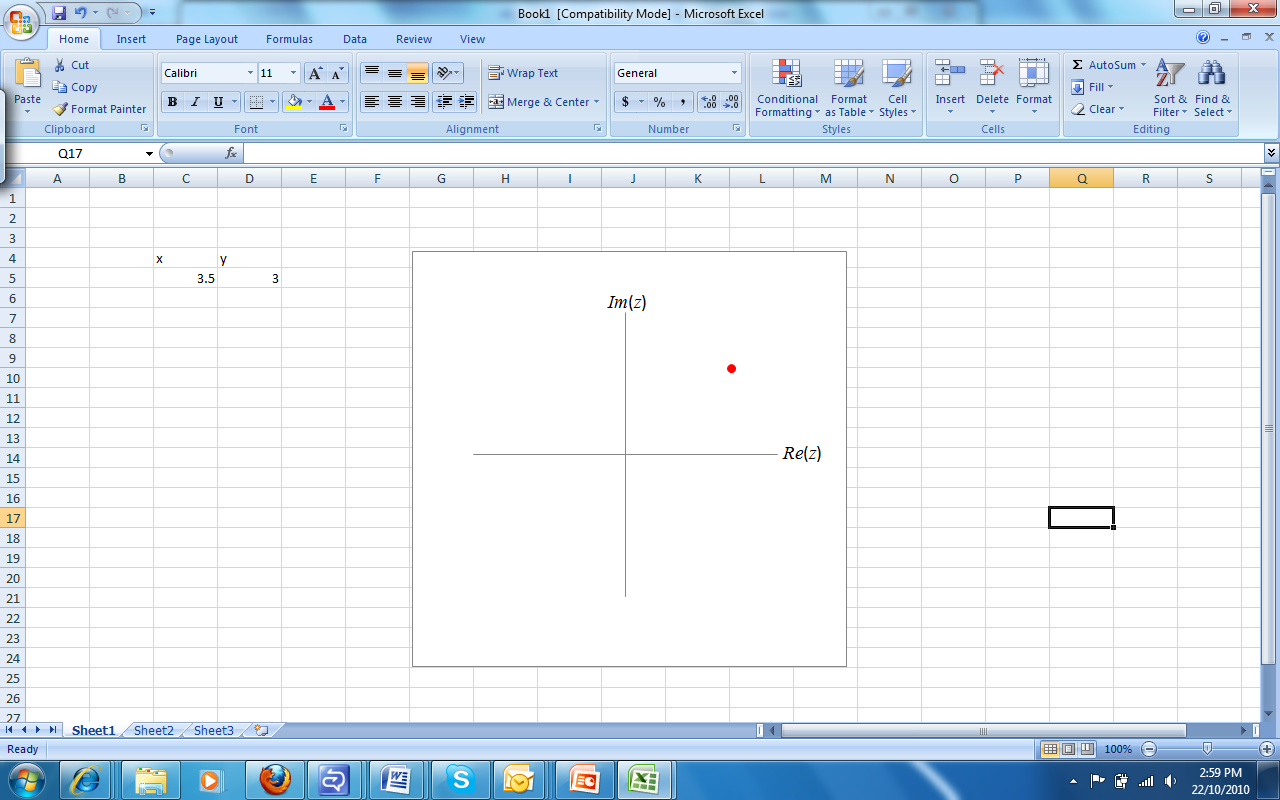 Book1 [Compatibility Mode] - Microsoft Excel
Home Insert Page Layout Formulas Data Review View
Paste
Cut
Copy
Format Painter
Clipboard
Calibri 11
B I U
Font
Wrap Text
Merge & Center
Alignment
General
$ % ,
Number
Conditional Formatting
Format as Table
Cell Styles
Styles
Insert
Delete
Format
Cells
Σ AutoSum
Fill
Clear
Sort & Filter
Find & Select
Editing
Q17
fx
A B C D E F G H I J K L M N O P Q R S
1
2
3
4 x y
5 3.5 3
6
7
8
9
10
11
12
13
14
15
16
17
18
19
20
21
22
23
24
25
26
27
Im(z)
Re(z)
Sheet1 Sheet2 Sheet3
Ready
100%
2:59 PM
22/10/2010